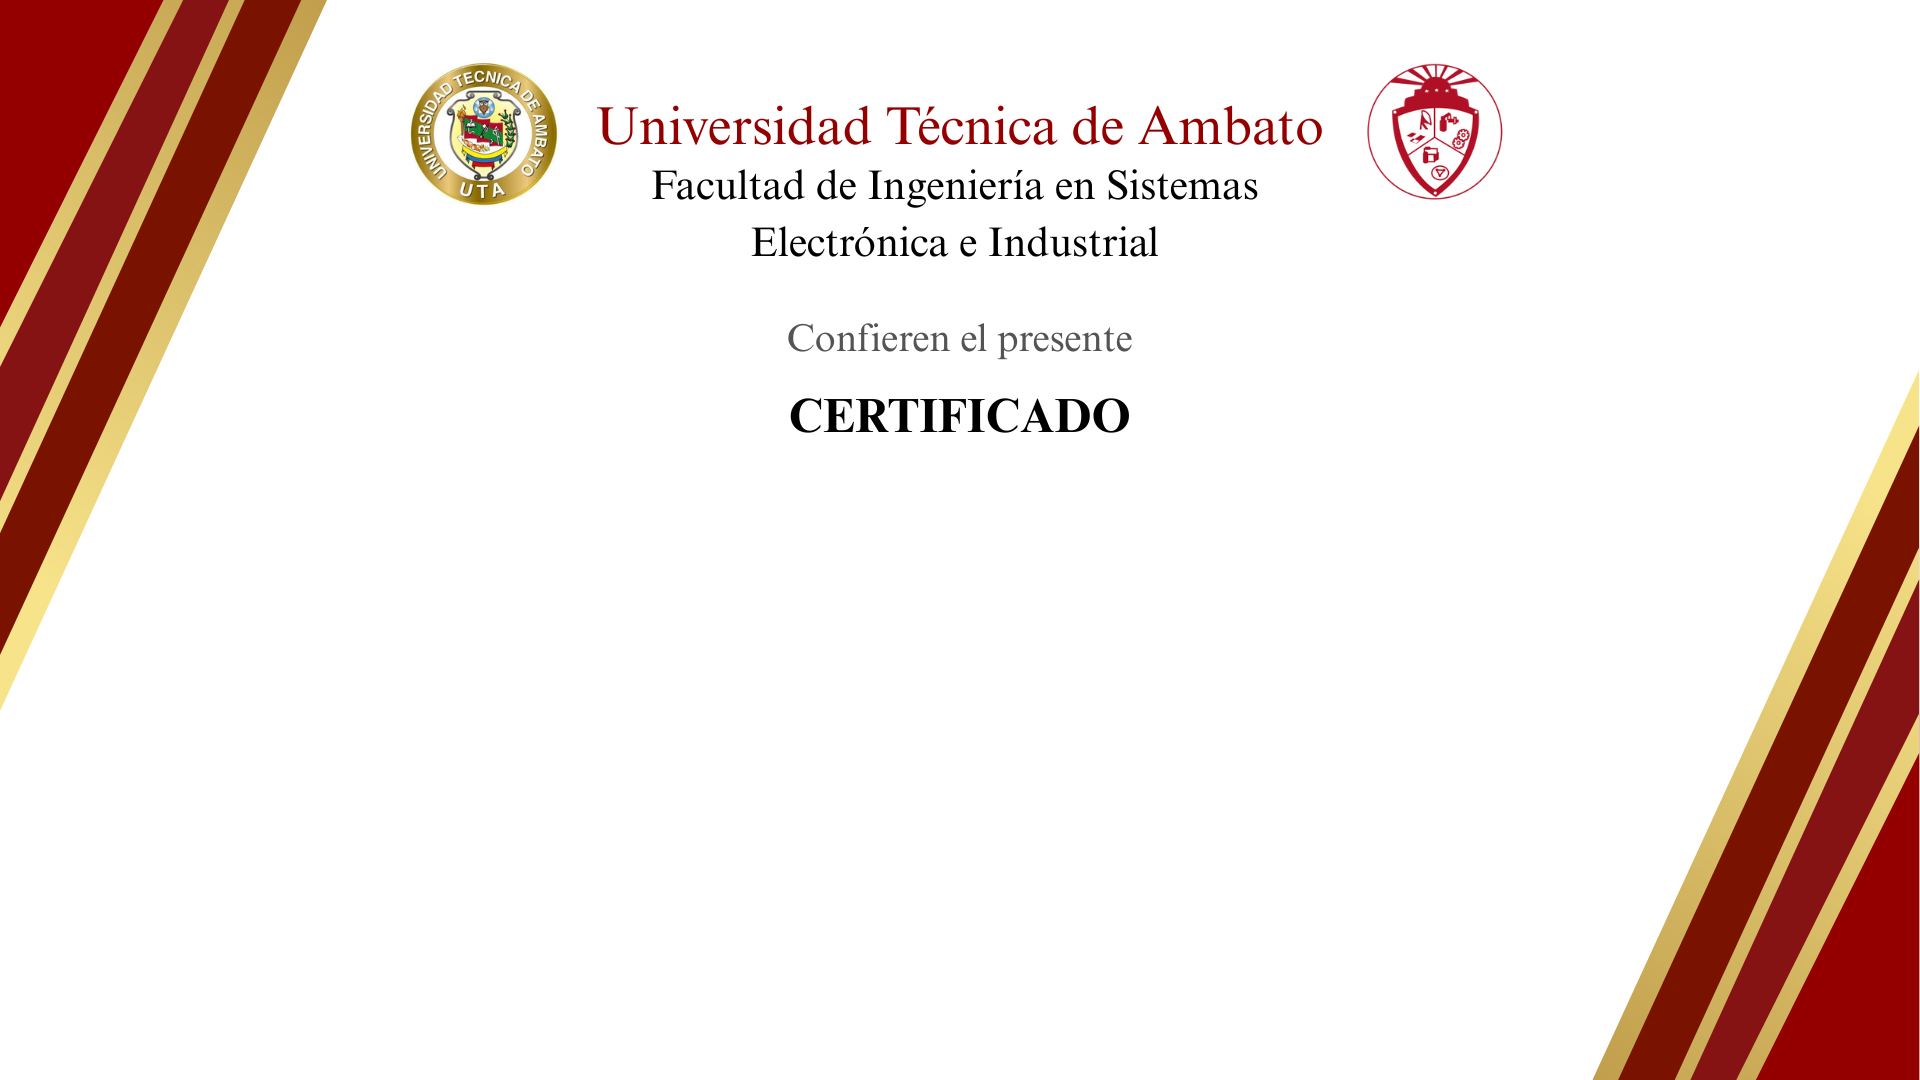 UNIVERSIDAD TECNICA DE AMBATO
UTA
Universidad Técnica de Ambato
Facultad de Ingeniería en Sistemas
Electrónica e Industrial
Confieren el presente
CERTIFICADO